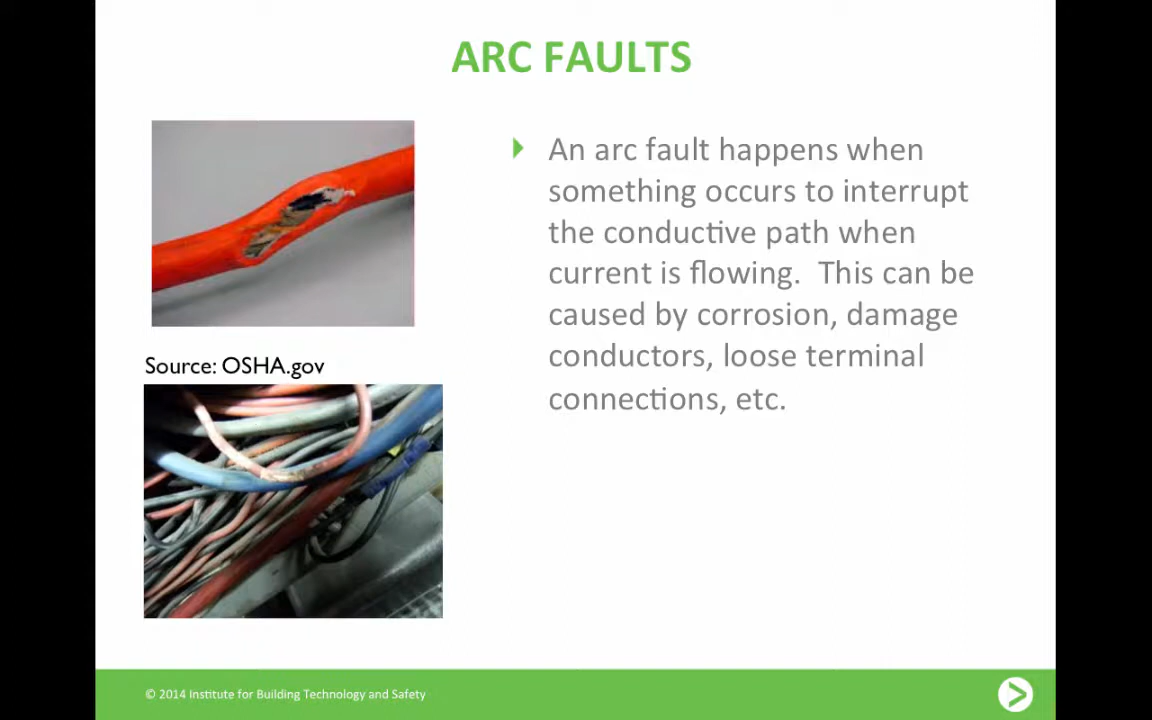 ARC FAULTS
An arc fault happens when
something occurs to interrupt
the conductive path when
current is flowing.  This can be
caused by corrosion, damage
conductors, loose terminal
connections, etc.
Source: OSHA.gov
© 2014 Institute for Building Technology and Safety